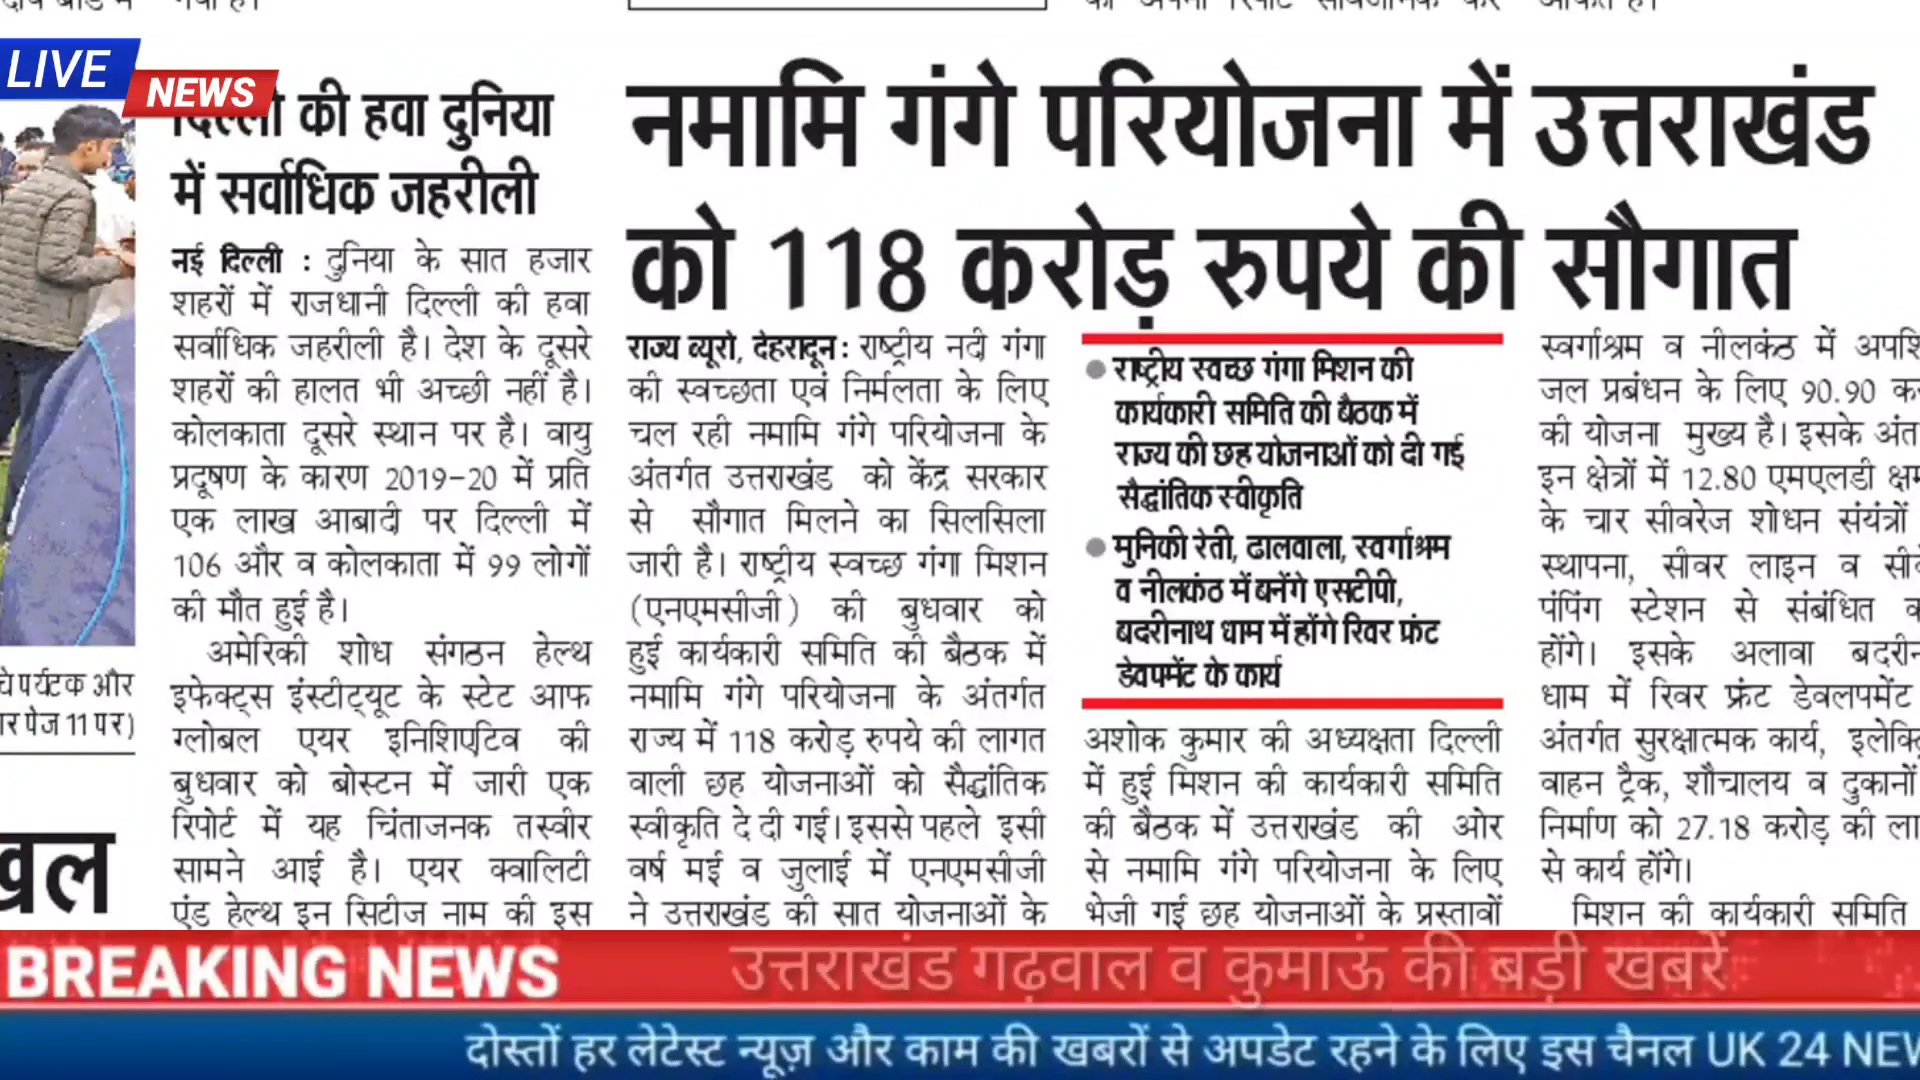 LIVE
NEWS
दिल्ली की हवा दुनिया
में सर्वाधिक जहरीली
नई दिल्ली : दुनिया के सात हजार
शहरों में राजधानी दिल्ली की हवा
सर्वाधिक जहरीली है। देश के दूसरे
शहरों की हालत भी अच्छी नहीं है।
कोलकाता दूसरे स्थान पर है। वायु
प्रदूषण के कारण 2019-20 में प्रति
एक लाख आबादी पर दिल्ली में
106 और व कोलकाता में 99 लोगों
की मौत हुई है।
अमेरिकी शोध संगठन हेल्थ
इफेक्ट्स इंस्टीट्यूट के स्टेट आफ
ग्लोबल एयर इनिशिएटिव की
बुधवार को बोस्टन में जारी एक
रिपोर्ट में यह चिंताजनक तस्वीर
सामने आई है। एयर क्वालिटी
एंड हेल्थ इन सिटीज नाम की इस
नमामि गंगे परियोजना में उत्तराखंड
को 118 करोड़ रुपये की सौगात
राज्य ब्यूरो, देहरादून : राष्ट्रीय नदी गंगा
की स्वच्छता एवं निर्मलता के लिए
चल रही नमामि गंगे परियोजना के
अंतर्गत उत्तराखंड को केंद्र सरकार
से सौगात मिलने का सिलसिला
जारी है। राष्ट्रीय स्वच्छ गंगा मिशन
(एनएमसीजी) की बुधवार को
हुई कार्यकारी समिति की बैठक में
नमामि गंगे परियोजना के अंतर्गत
राज्य में 118 करोड़ रुपये की लागत
वाली छह योजनाओं को सैद्धांतिक
स्वीकृति दे दी गई। इससे पहले इसी
वर्ष मई व जुलाई में एनएमसीजी
ने उत्तराखंड की सात योजनाओं के
राष्ट्रीय स्वच्छ गंगा मिशन की
कार्यकारी समिति की बैठक में
राज्य की छह योजनाओं को दी गई
सैद्धांतिक स्वीकृति
मुनिकी रेती, ढालवाला, स्वर्गाश्रम
व नीलकंठ में बनेंगे एसटीपी,
बदरीनाथ धाम में होंगे रिवर फ्रंट
डेवपमेंट के कार्य
अशोक कुमार की अध्यक्षता दिल्ली
में हुई मिशन की कार्यकारी समिति
की बैठक में उत्तराखंड की ओर
से नमामि गंगे परियोजना के लिए
भेजी गई छह योजनाओं के प्रस्तावों
स्वर्गाश्रम व नीलकंठ में
जल प्रबंधन के लिए 90.90
की योजना मुख्य है। इसके
इन क्षेत्रों में 12.80 एमएलडी
के चार सीवरेज शोधन संयंत्रों
स्थापना, सीवर लाइन व
पंपिंग स्टेशन से संबंधित
होंगे। इसके अलावा
धाम में रिवर फ्रंट डेवलपमेंट
अंतर्गत सुरक्षात्मक कार्य,
वाहन ट्रैक, शौचालय व दुकानों
निर्माण को 27.18 करोड़ की
से कार्य होंगे।
मिशन की कार्यकारी समिति
पर्यटक और
पेज 11 पर)
BREAKING NEWS
उत्तराखंड गढ़वाल व कुमाऊं की बड़ी खबरें
दोस्तों हर लेटेस्ट न्यूज़ और काम की खबरों से अपडेट रहने के लिए इस चैनल UK 24